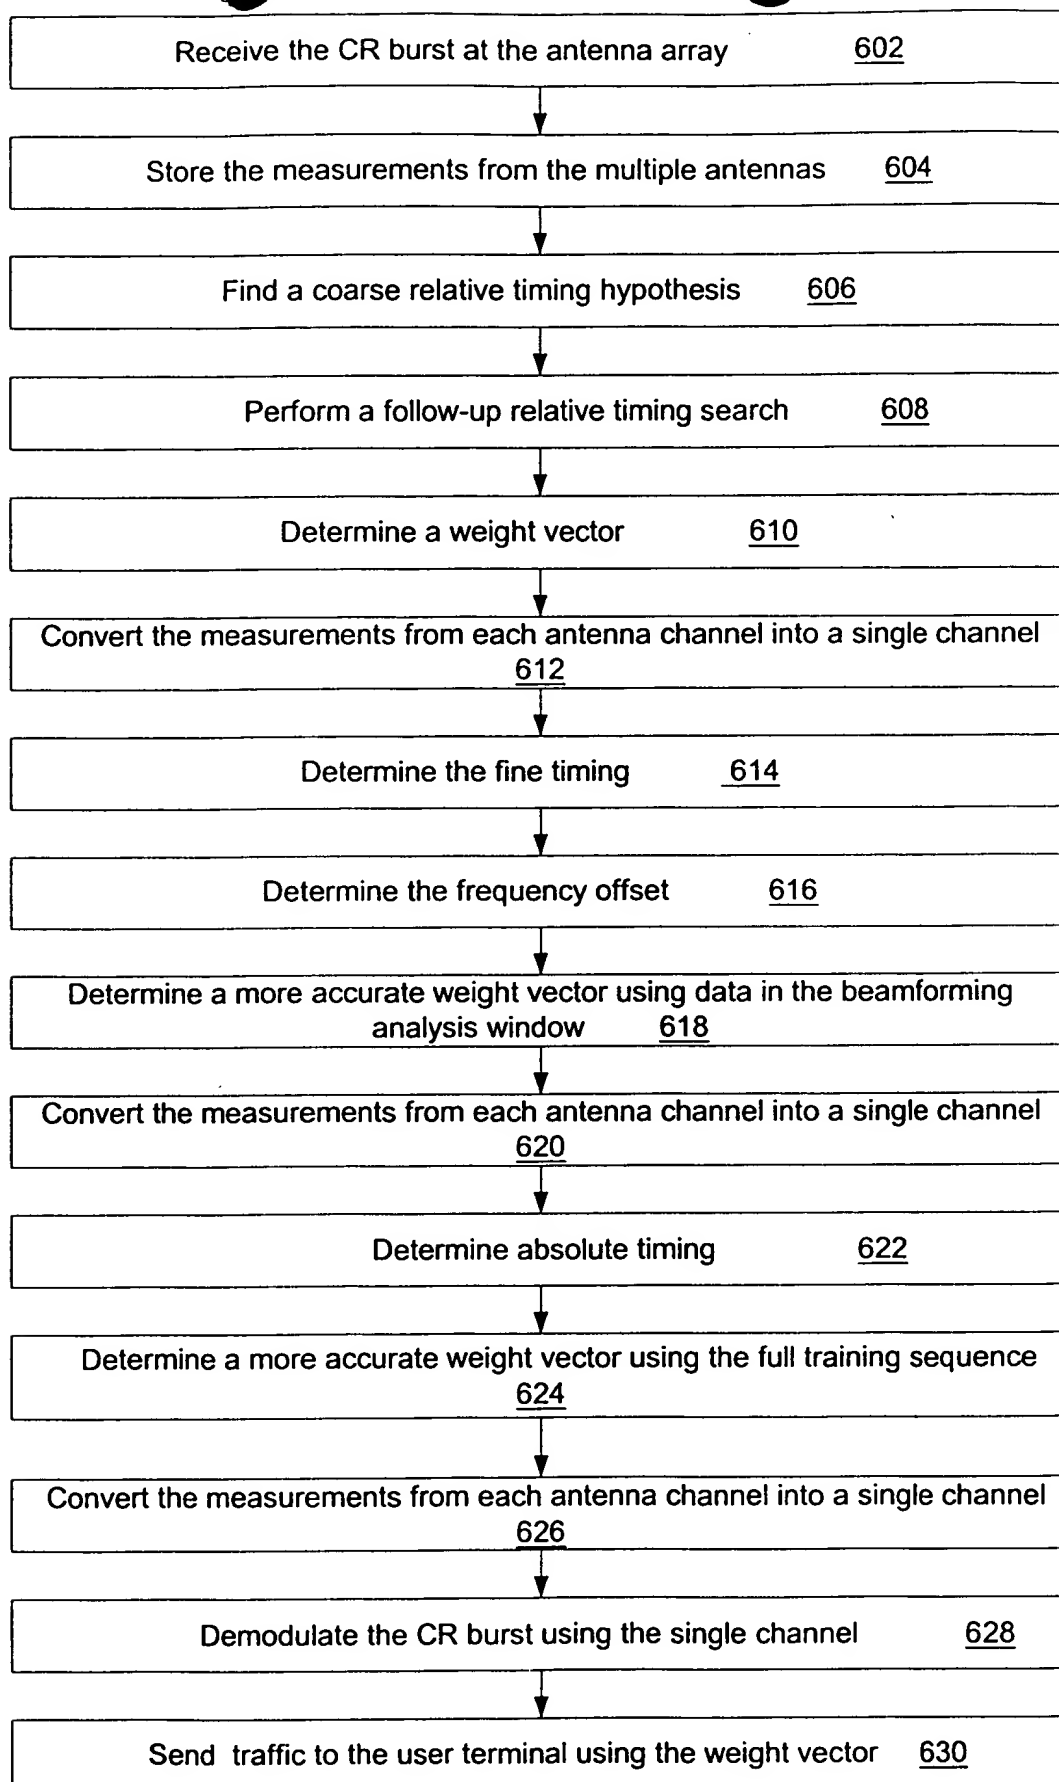 Receive the CR burst at the antenna array 602
Store the measurements from the multiple antennas 604
Find a coarse relative timing hypothesis 606
Perform a follow-up relative timing search 608
Determine a weight vector 610
Convert the measurements from each antenna channel into a single channel
612
Determine the fine timing 614
Determine the frequency offset 616
Determine a more accurate weight vector using data in the beamforming
analysis window 618
Convert the measurements from each antenna channel into a single channel
620
Determine absolute timing 622
Determine a more accurate weight vector using the full training sequence
624
Convert the measurements from each antenna channel into a single channel
626
Demodulate the CR burst using the single channel 628
Send traffic to the user terminal using the weight vector 630